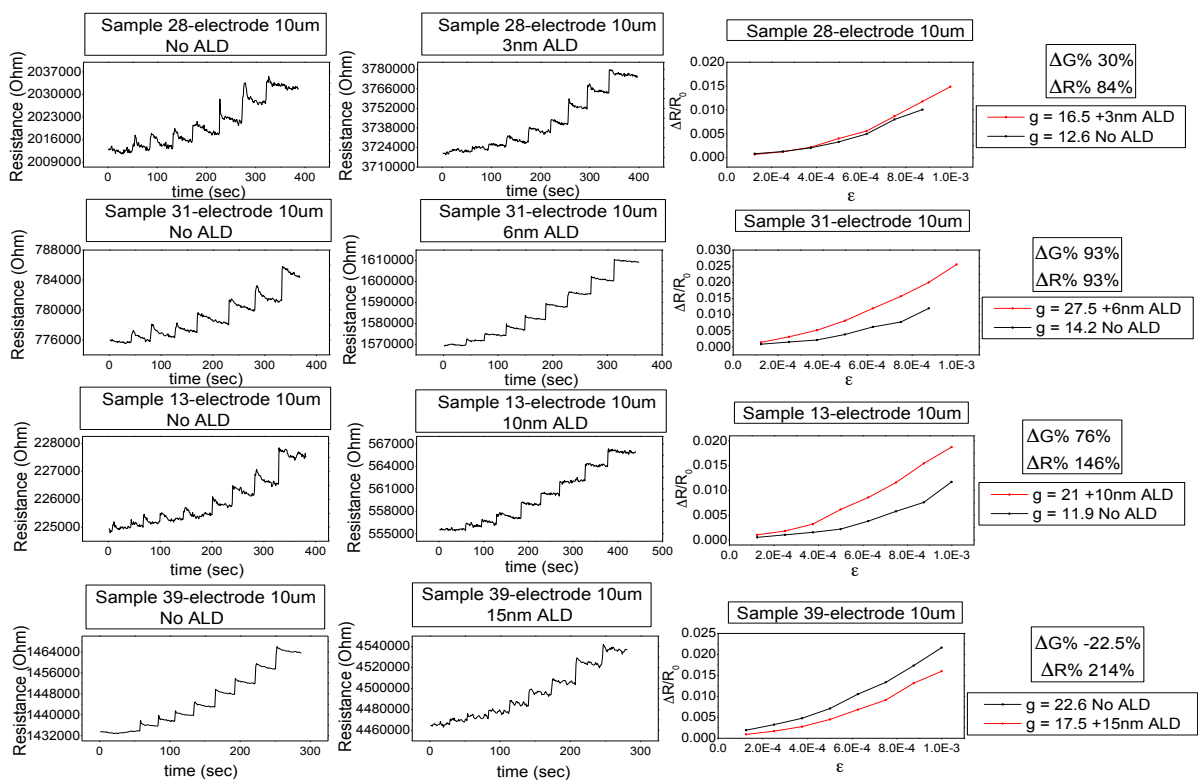 Sample 28-electrode 10um
No ALD
Resistance (Ohm)
2037000
2030000
2016000
2009000
0 100 200 300 400
time (sec)
Sample 28-electrode 10um
3nm ALD
Resistance (Ohm)
3780000
3766000
3752000
3738000
3724000
3710000
0 100 200 300 400
time (sec)
Sample 28-electrode 10um
ΔR/R0
0.020
0.015
0.010
0.005
0.000
0.0 2.0E-4 4.0E-4 6.0E-4 8.0E-4 1.0E-3
ε
ΔG% 30%
ΔR% 84%
g = 16.5 +3nm ALD
g = 12.6 No ALD
Sample 31-electrode 10um
No ALD
Resistance (Ohm)
788000
784000
780000
776000
0 100 200 300 400
time (sec)
Sample 31-electrode 10um
6nm ALD
Resistance (Ohm)
1610000
1600000
1590000
1580000
1570000
0 100 200 300 400
time (sec)
Sample 31-electrode 10um
ΔR/R0
0.030
0.025
0.020
0.015
0.010
0.005
0.000
0.0 2.0E-4 4.0E-4 6.0E-4 8.0E-4 1.0E-3
ε
ΔG% 93%
ΔR% 93%
g = 27.5 +6nm ALD
g = 14.2 No ALD
Sample 13-electrode 10um
No ALD
Resistance (Ohm)
228000
227000
226000
225000
0 100 200 300 400
time (sec)
Sample 13-electrode 10um
10nm ALD
Resistance (Ohm)
567000
564000
561000
558000
555000
0 100 200 300 400 500
time (sec)
Sample 13-electrode 10um
ΔR/R0
0.020
0.015
0.010
0.005
0.000
0.0 2.0E-4 4.0E-4 6.0E-4 8.0E-4 1.0E-3
ε
ΔG% 76%
ΔR% 146%
g = 21 +10nm ALD
g = 11.9 No ALD
Sample 39-electrode 10um
No ALD
Resistance (Ohm)
1464000
1456000
1448000
1440000
1432000
0 100 200 300
time (sec)
Sample 39-electrode 10um
15nm ALD
Resistance (Ohm)
4540000
4520000
4500000
4480000
4460000
0 100 200 300
time (sec)
Sample 39-electrode 10um
ΔR/R0
0.025
0.020
0.015
0.010
0.005
0.000
0.0 2.0E-4 4.0E-4 6.0E-4 8.0E-4 1.0E-3
ε
ΔG% -22.5%
ΔR% 214%
g = 22.6 No ALD
g = 17.5 +15nm ALD